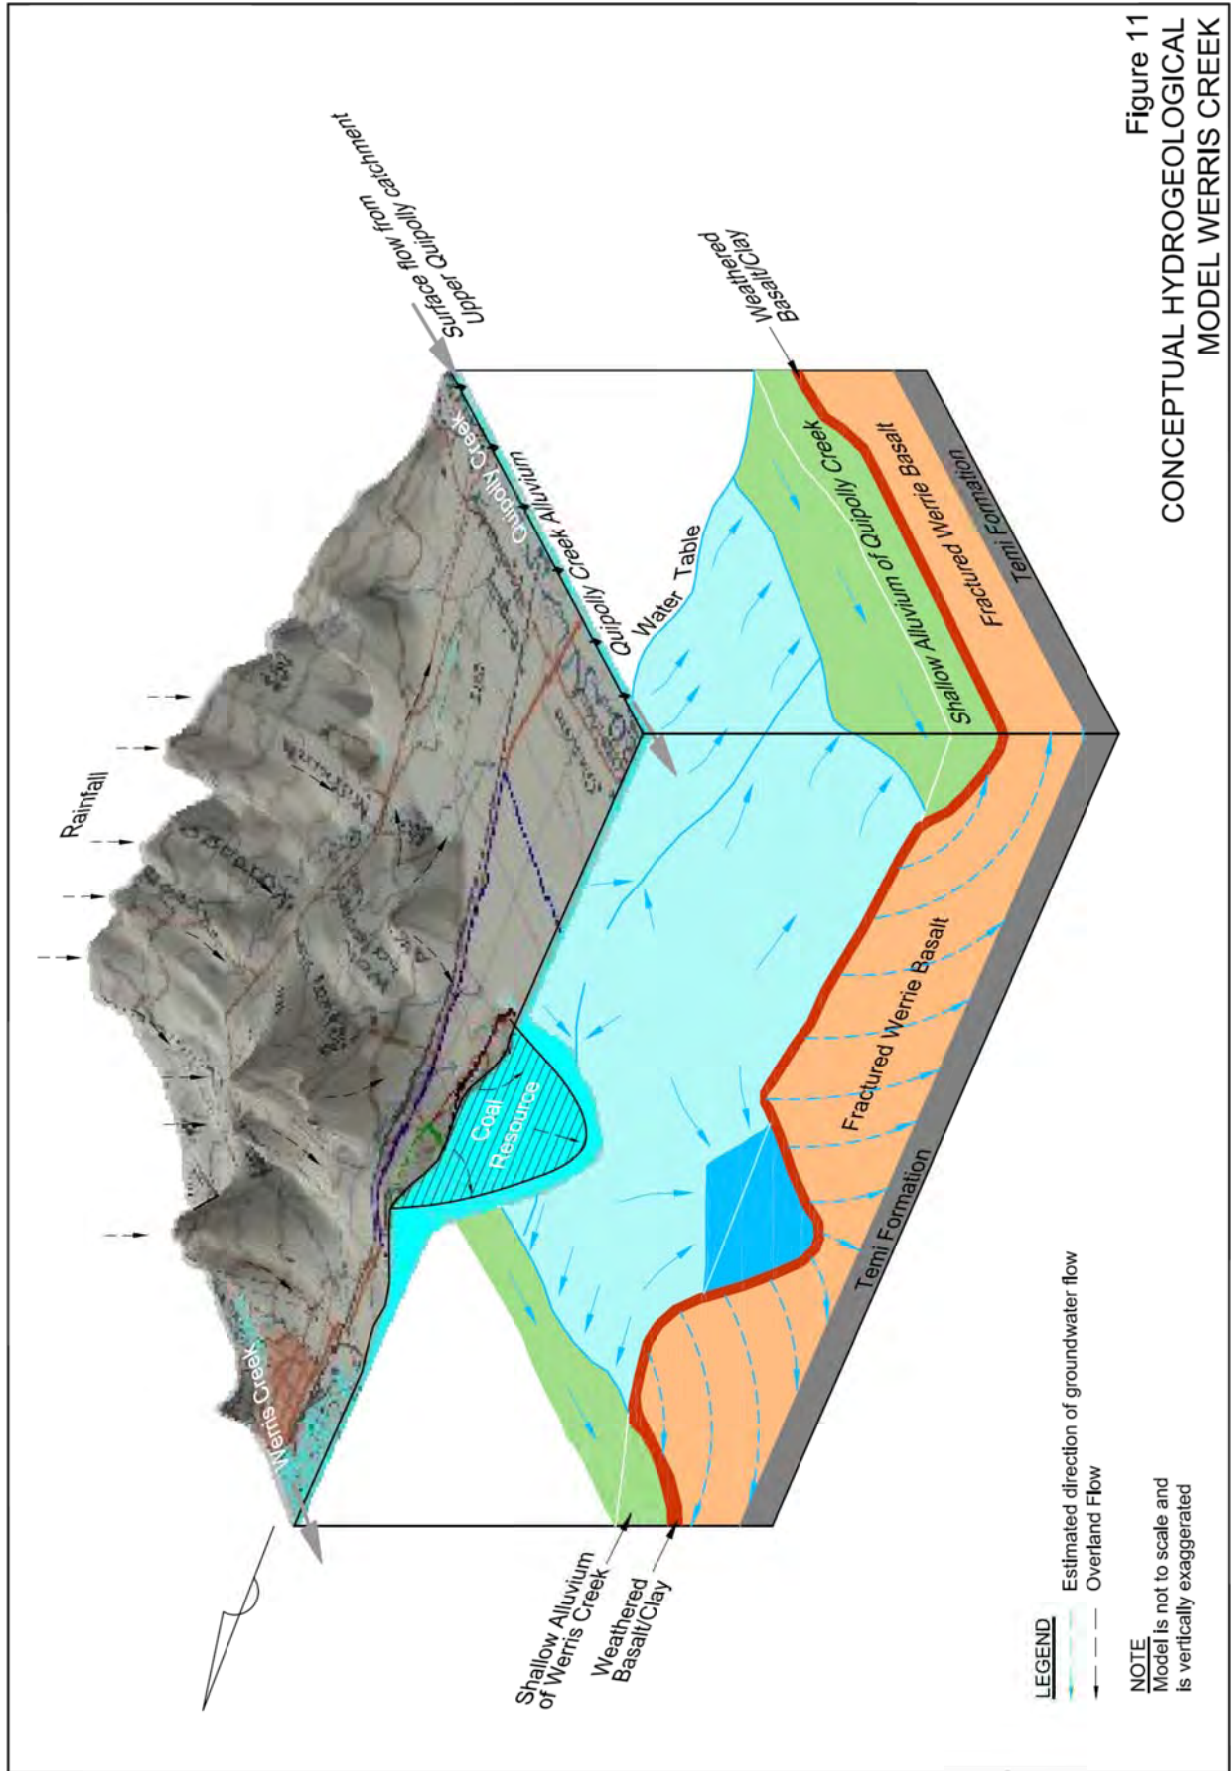 Figure 11
CONCEPTUAL HYDROGEOLOGICAL
MODEL WERRIS CREEK
Rainfall
Surface flow from
Upper Quipolly catchment
Quipolly Creek
Quipolly Creek Alluvium
Werris Creek
Coal
Resource
Water Table
Weathered
Basalt/Clay
Shallow Alluvium of Quipolly Creek
Fractured Werrie Basalt
Temi Formation
Fractured Werrie Basalt
Temi Formation
Shallow Alluvium
of Werris Creek
Weathered
Basalt/Clay
LEGEND
Estimated direction of groundwater flow
Overland Flow
NOTE
Model is not to scale and
is vertically exaggerated